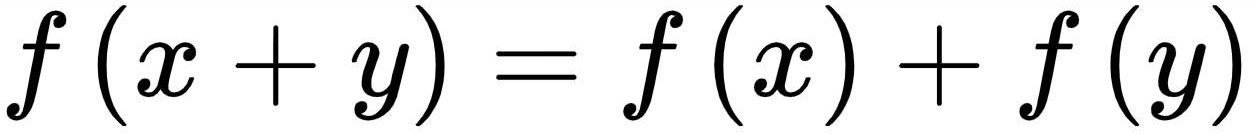 f (x + y) = f (x) + f (y)